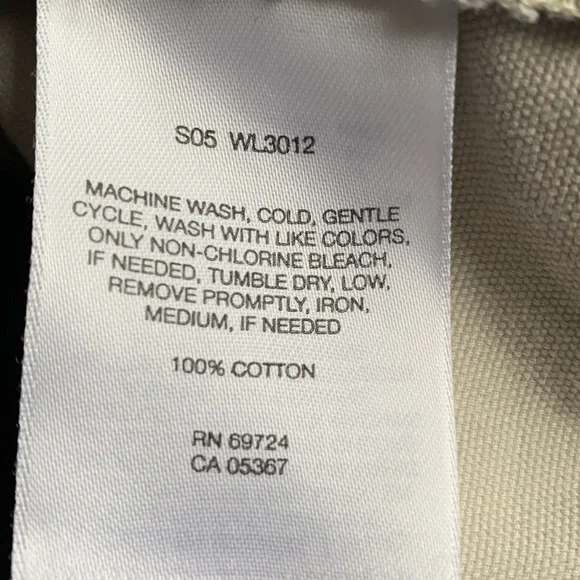 S05 WL3012
MACHINE WASH, COLD, GENTLE
CYCLE, WASH WITH LIKE COLORS,
ONLY NON-CHLORINE BLEACH,
IF NEEDED, TUMBLE DRY, LOW,
REMOVE PROMPTLY, IRON,
MEDIUM, IF NEEDED
100% COTTON
RN 69724
CA 05367